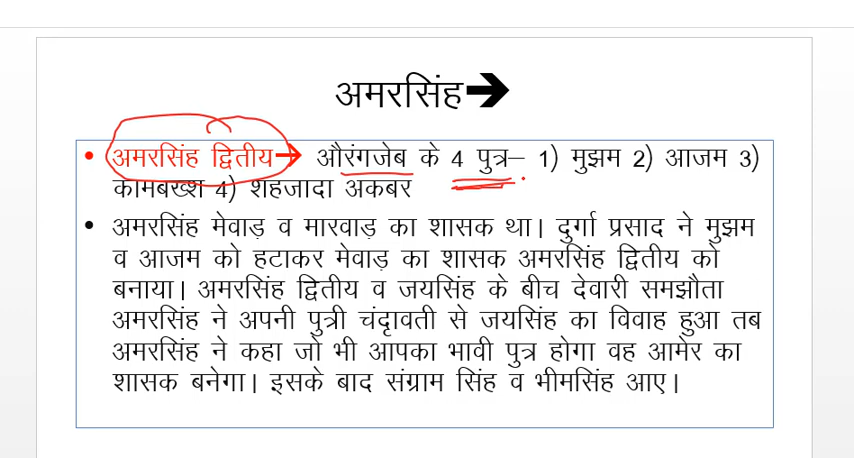 अमरसिंह➔
• अमरसिंह द्वितीय➔ औरंगजेब के 4 पुत्र– 1) मुझम 2) आजम 3)
कामबख्श 4) शहजादा अकबर
• अमरसिंह मेवाड़ व मारवाड़ का शासक था। दुर्गा प्रसाद ने मुझम
व आजम को हटाकर मेवाड़ का शासक अमरसिंह द्वितीय को
बनाया। अमरसिंह द्वितीय व जयसिंह के बीच देवारी समझौता
अमरसिंह ने अपनी पुत्री चंद्रावती से जयसिंह का विवाह हुआ तब
अमरसिंह ने कहा जो भी आपका भावी पुत्र होगा वह आमेर का
शासक बनेगा। इसके बाद संग्राम सिंह व भीमसिंह आए।